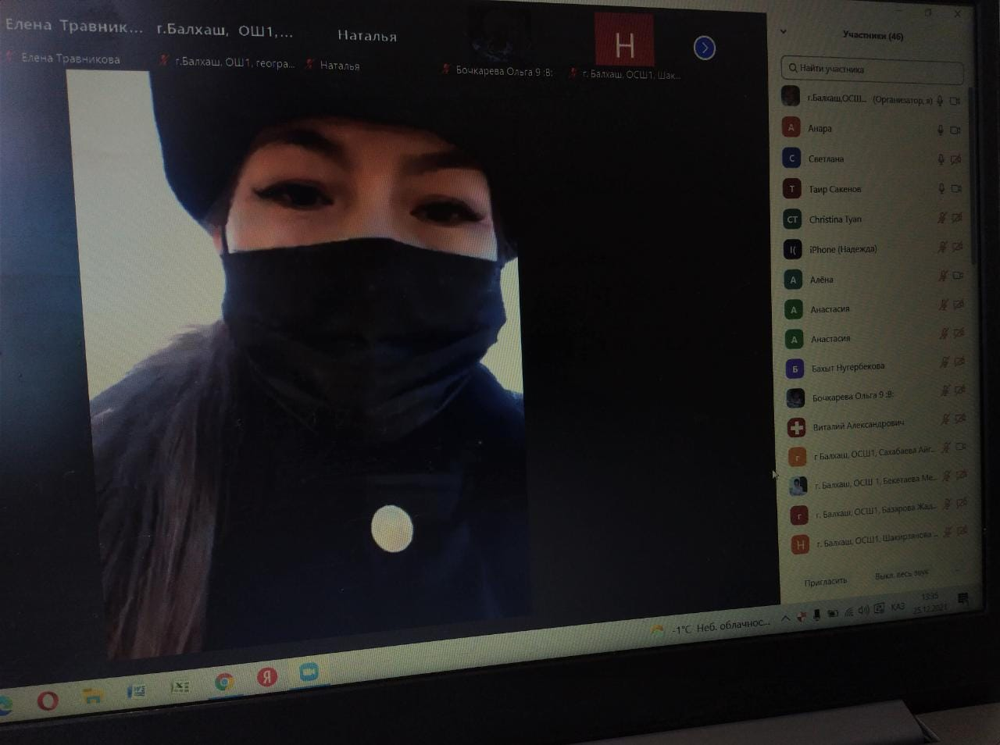 Елена Травник...
г.Балхаш, ОШ1,...
Наталья
Н
Елена Травникова
г.Балхаш, ОШ1, геогра...
Наталья
Бочкарева Ольга 9 :В:
г. Балхаш, ОСШ1, Шак...
Участники (46)
Найти участника
г.Балхаш,ОСШ... (Организатор, я)
А Анара
С Светлана
Т Таир Сакенов
CT Christina Tyan
I( iPhone (Надежда)
А Алёна
А Анастасия
А Анастасия
Б Бахыт Нугербекова
Бочкарева Ольга 9 :В:
Виталий Александрович
г г Балхаш, ОСШ1, Сахабаева Айг...
г. Балхаш, ОСШ 1, Бекетаева Ме...
г г. Балхаш, ОСШ1, Базарова Жад...
Н г. Балхаш, ОСШ1, Шакирзянова ...
Пригласить
Выкл. весь звук
-1°C Неб. облачнос...
КАЗ
13:35
25.12.2021
Я